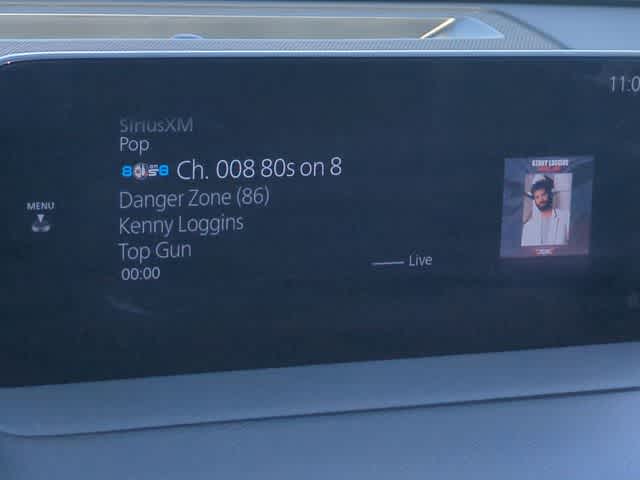 11:0
SiriusXM
Pop
Ch. 008 80s on 8
MENU
Danger Zone (86)
Kenny Loggins
Top Gun
00:00
Live
KENNY LOGGINS